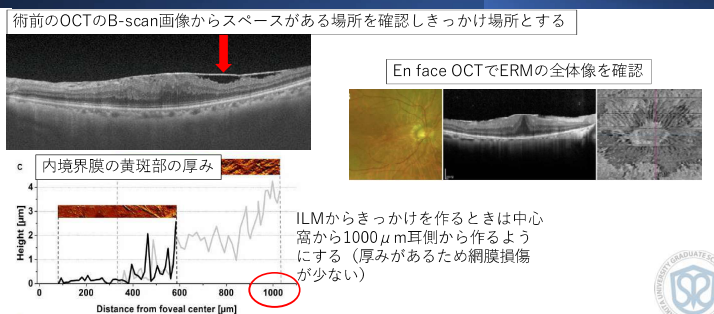 術前のOCTのB-scan画像からスペースがある場所を確認しきっかけ場所とする
En face OCTでERMの全体像を確認
c
内境界膜の黄斑部の厚み
Height [µm]
4
3
2
1
0
0 200 400 600 800 1000
Distance from foveal center [µm]
ILMからきっかけを作るときは中心
窩から1000μm耳側から作るよう
にする（厚みがあるため網膜損傷
が少ない）
UNIVERSITY GRADUATE